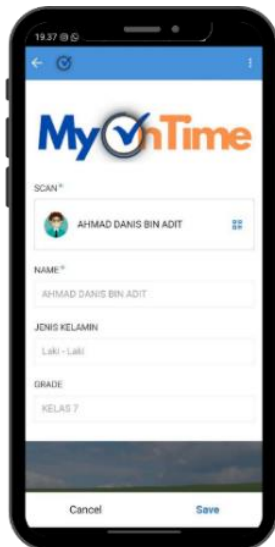 19.37
MyOnTime
SCAN*
AHMAD DANIS BIN ADIT
NAME*
AHMAD DANIS BIN ADIT
JENIS KELAMIN
Laki - Laki
GRADE
KELAS 7
Cancel Save